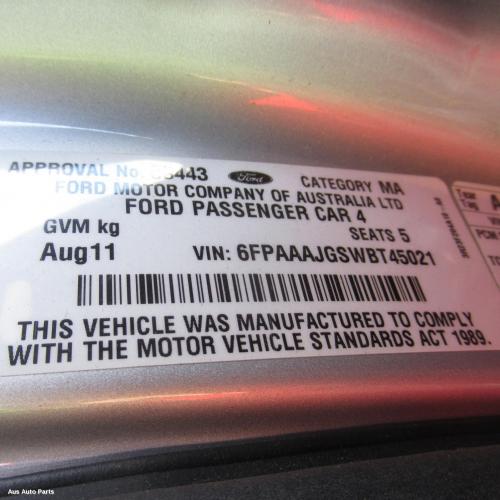 APPROVAL No. Ford CATEGORY MA
FORD MOTOR COMPANY OF AUSTRALIA LTD
FORD PASSENGER CAR 4
GVM kg SEATS 5
Aug11 VIN: 6FPAAAJGSWBT45021
THIS VEHICLE WAS MANUFACTURED TO COMPLY
WITH THE MOTOR VEHICLE STANDARDS ACT 1989.
Aus Auto Parts